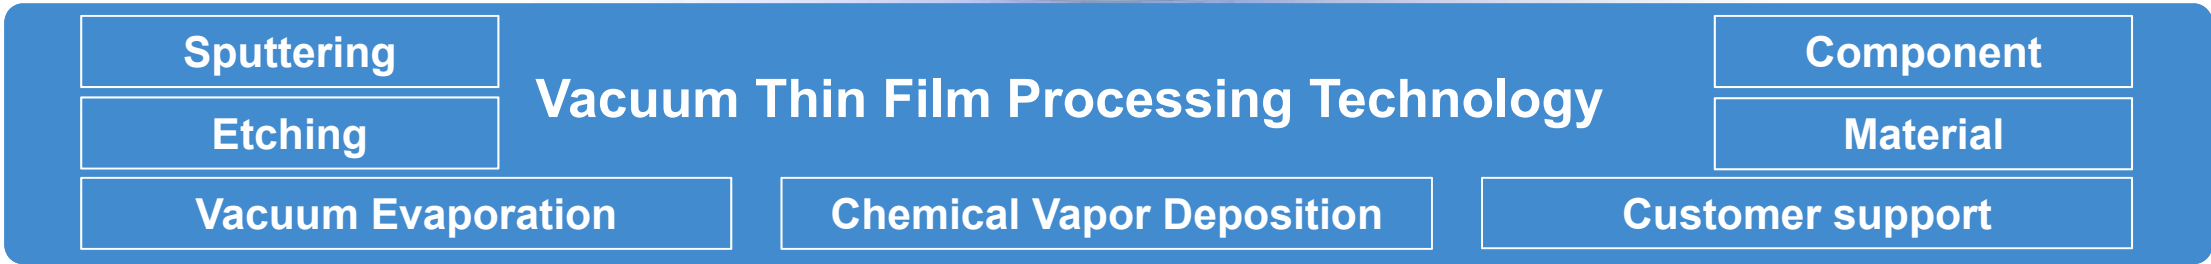 Sputtering
Etching
Vacuum Thin Film Processing Technology
Component
Material
Vacuum Evaporation
Chemical Vapor Deposition
Customer support